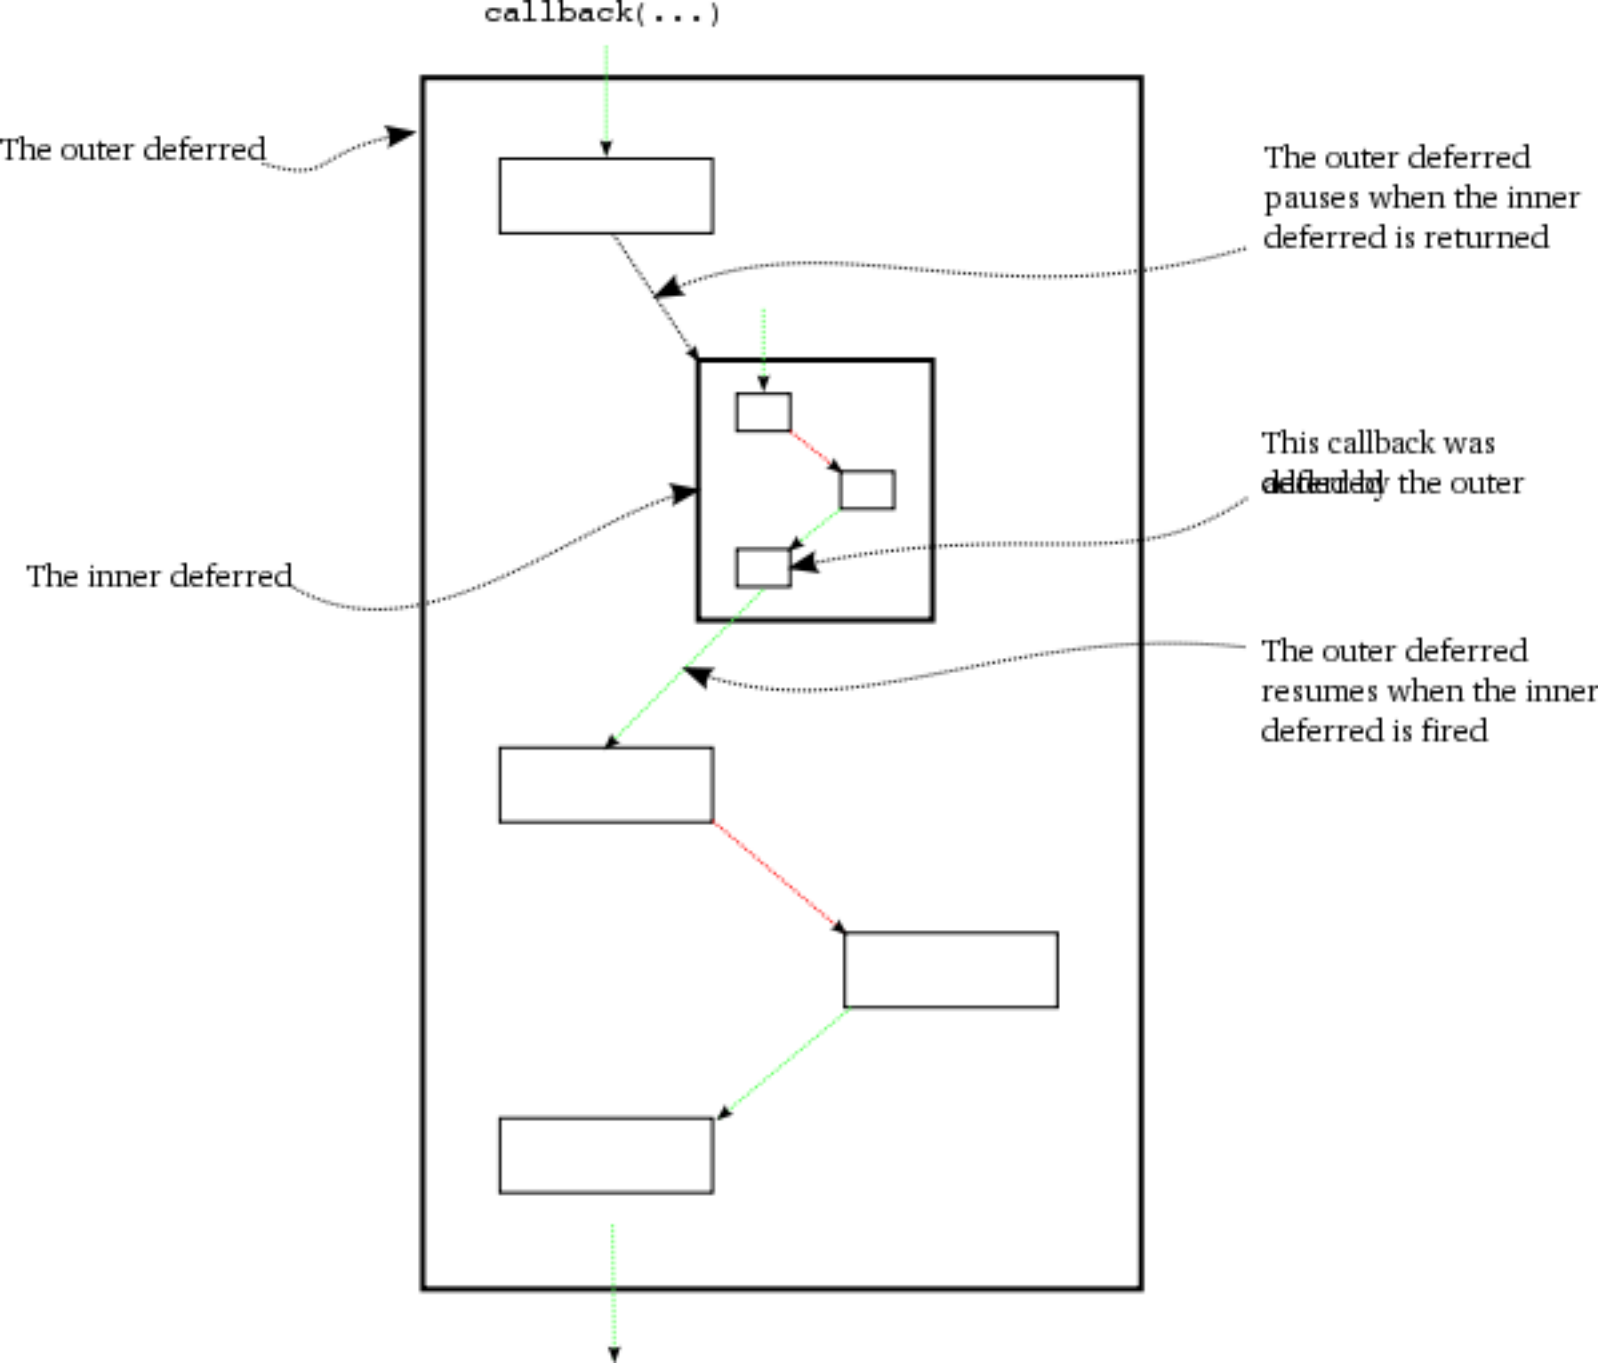 callback(...)
The outer deferred
The outer deferred
pauses when the inner
deferred is returned
This callback was
by the outer
The inner deferred
The outer deferred
resumes when the inner
deferred is fired